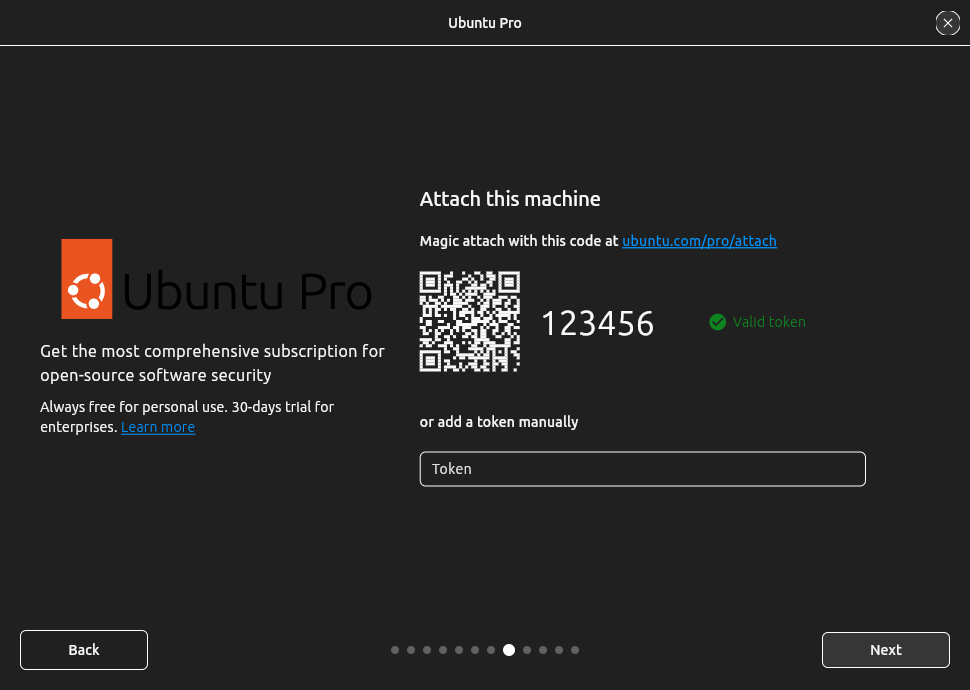 Ubuntu Pro
Ubuntu Pro
Get the most comprehensive subscription for
open-source software security
Always free for personal use. 30-days trial for
enterprises. Learn more
Attach this machine
Magic attach with this code at ubuntu.com/pro/attach
123456
Valid token
or add a token manually
Token
Back
Next